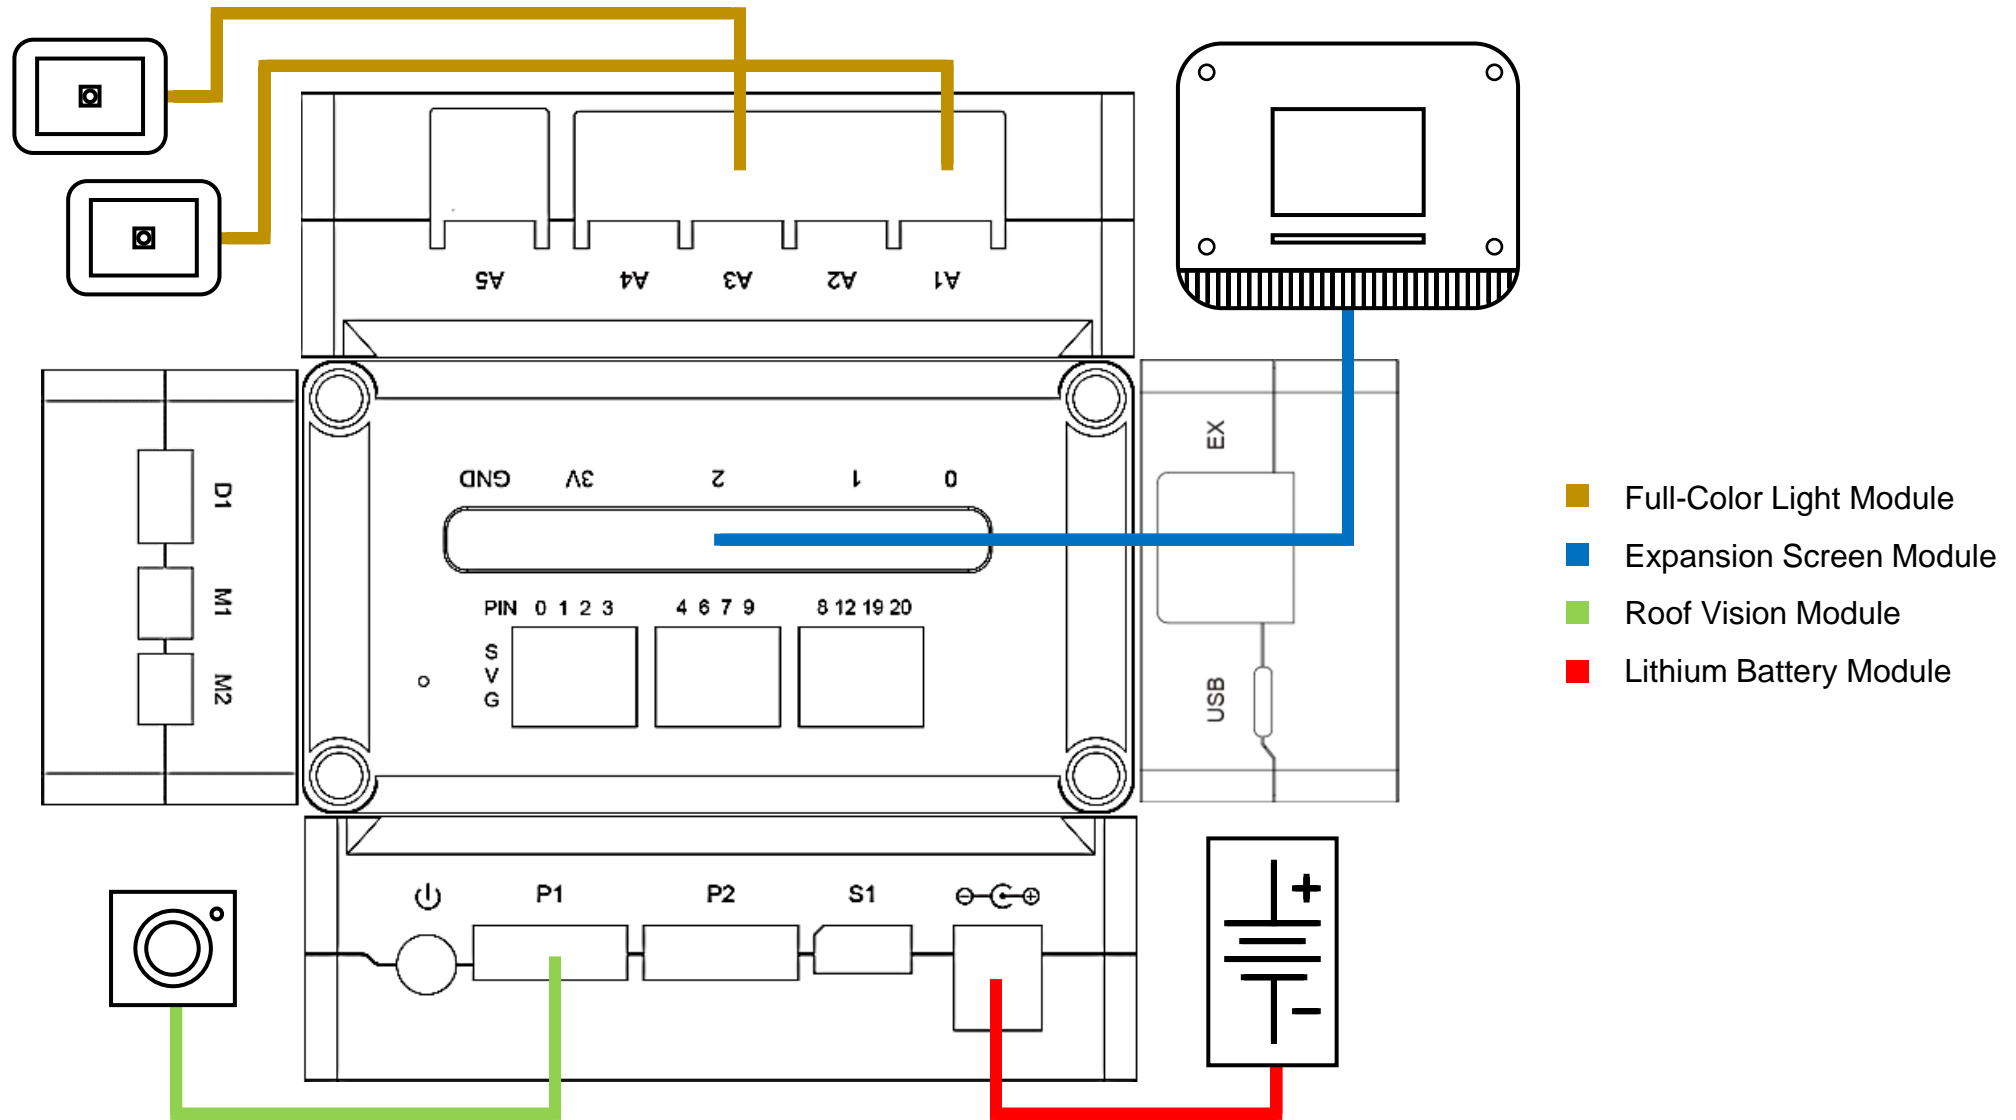 A5 A4 A3 A2 A1
EX
GND 3V 2 1 0
D1
Full-Color Light Module
Expansion Screen Module
M1
PIN 0 1 2 3 4 6 7 9 8 12 19 20
Roof Vision Module
S
V
G
M2
USB
Lithium Battery Module
P1 P2 S1
+
−